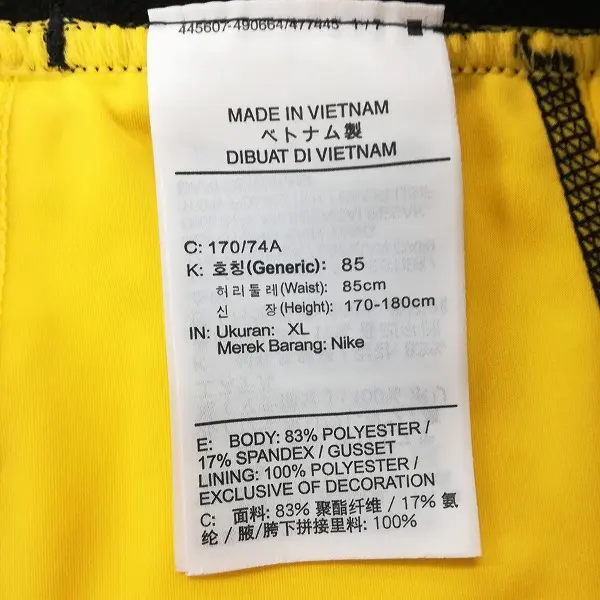 445607-490664/477445 1/7
MADE IN VIETNAM
ベトナム製
DIBUAT DI VIETNAM
C: 170/74A
K: 호칭(Generic): 85
허리둘레(Waist): 85cm
신 장(Height): 170-180cm
IN: Ukuran: XL
Merek Barang: Nike
E: BODY: 83% POLYESTER /
17% SPANDEX / GUSSET
LINING: 100% POLYESTER /
EXCLUSIVE OF DECORATION
C: 面料: 83% 聚酯纤维 / 17% 氨
纶 / 腋/胯下拼接里料: 100%